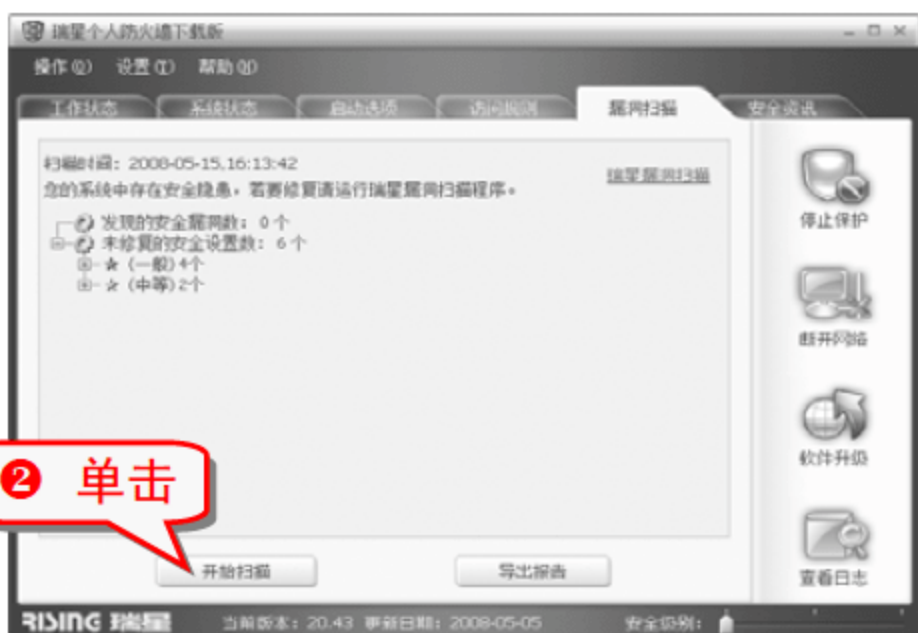 瑞星个人防火墙下载版
操作(O) 设置(T) 帮助(H)
工作状态 系统状态 启动选项 访问规则 漏洞扫描 安全资讯
扫描时间：2008-05-15,16:13:42
您的系统中存在安全隐患。若要修复请运行瑞星漏洞扫描程序。
瑞星漏洞扫描
发现的安全漏洞数：0个
未修复的安全设置数：6个
(一般)4个
(中等)2个
停止保护
断开网络
软件升级
查看日志
2 单击
开始扫描 导出报告
RISING 瑞星 当前版本：20.43 更新日期：2008-05-05 安全级别：